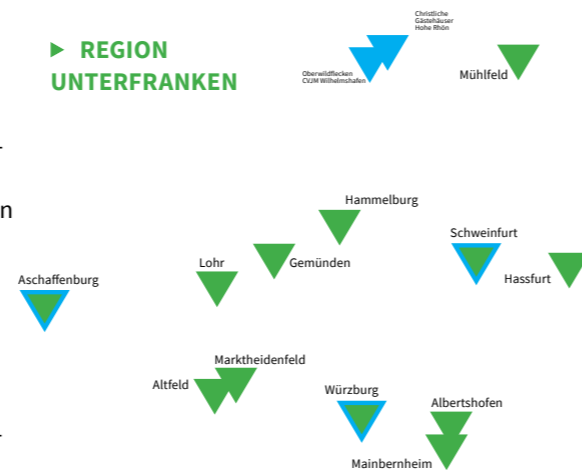 Christliche
Gästehäuser
Hohe Rhön
► REGION
UNTERFRANKEN
Oberwildflecken
CVJM Wilhelmshafen
Mühlfeld
n
Hammelburg
Schweinfurt
Lohr
Gemünden
Hassfurt
Aschaffenburg
Marktheidenfeld
Altfeld
Würzburg
Albertshofen
Mainbernheim